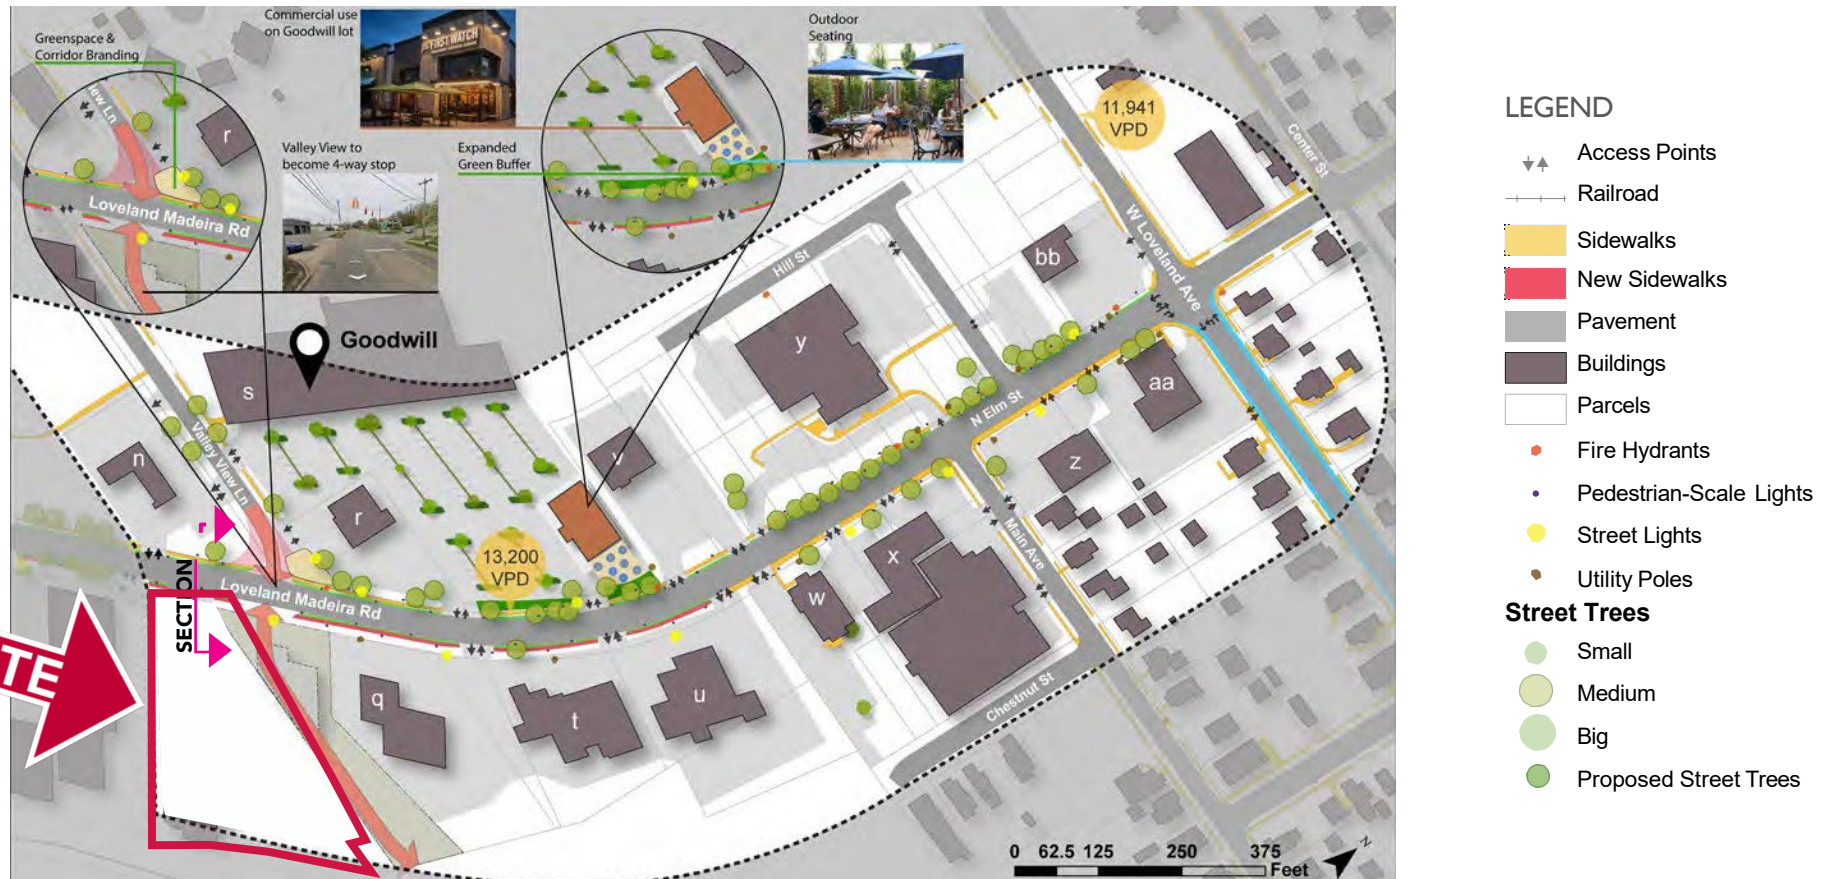 Greenspace &
Corridor Branding
Commercial use
on Goodwill lot
FIRST WATCH
Outdoor
Seating
Valley View to
become 4-way stop
Expanded
Green Buffer
iew Ln
r
Loveland Madeira Rd
11,941
VPD
Center St
W Loveland Ave
Hill St
bb
y
Goodwill
s
N Elm St
aa
Valley View Ln
n
r
v
z
Main Ave
x
w
13,200
VPD
Loveland Madeira Rd
SECTION
TE
q
t
u
Chestnut St
0 62.5 125 250 375
Feet
N
LEGEND
Access Points
Railroad
Sidewalks
New Sidewalks
Pavement
Buildings
Parcels
Fire Hydrants
Pedestrian-Scale Lights
Street Lights
Utility Poles
Street Trees
Small
Medium
Big
Proposed Street Trees